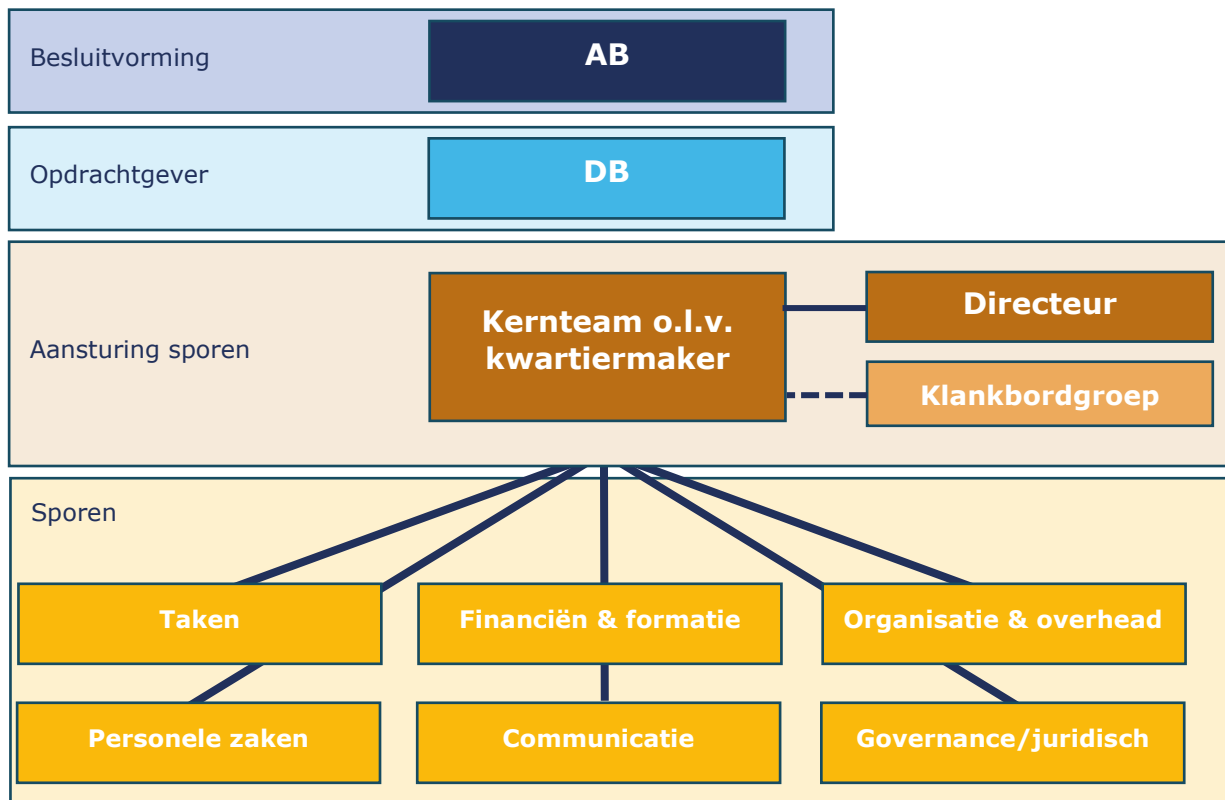 Besluitvorming
AB
Opdrachtgever
DB
Aansturing sporen
Kernteam o.l.v.
kwartiermaker
Directeur
Klankbordgroep
Sporen
Taken
Financiën & formatie
Organisatie & overhead
Personele zaken
Communicatie
Governance/juridisch